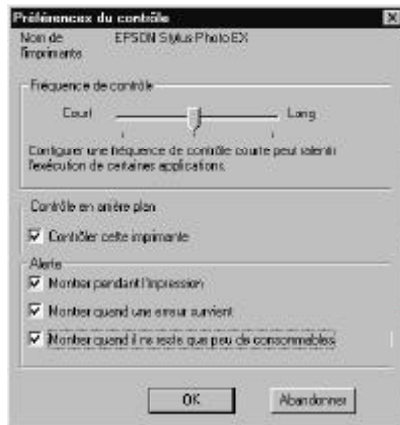 Préférences du contrôle
Nom de EPSON Stylus Photo EX
l'imprimante
Fréquence de contrôle
Court Long
Configurer une fréquence de contrôle courte peut ralentir
l'exécution de certaines applications.
Contrôle en arrière plan
Contrôler cette imprimante
Alerte
Montrer pendant l'impression
Montrer quand une erreur survient
Montrer quand il ne reste que peu de consommables
OK Abandonner